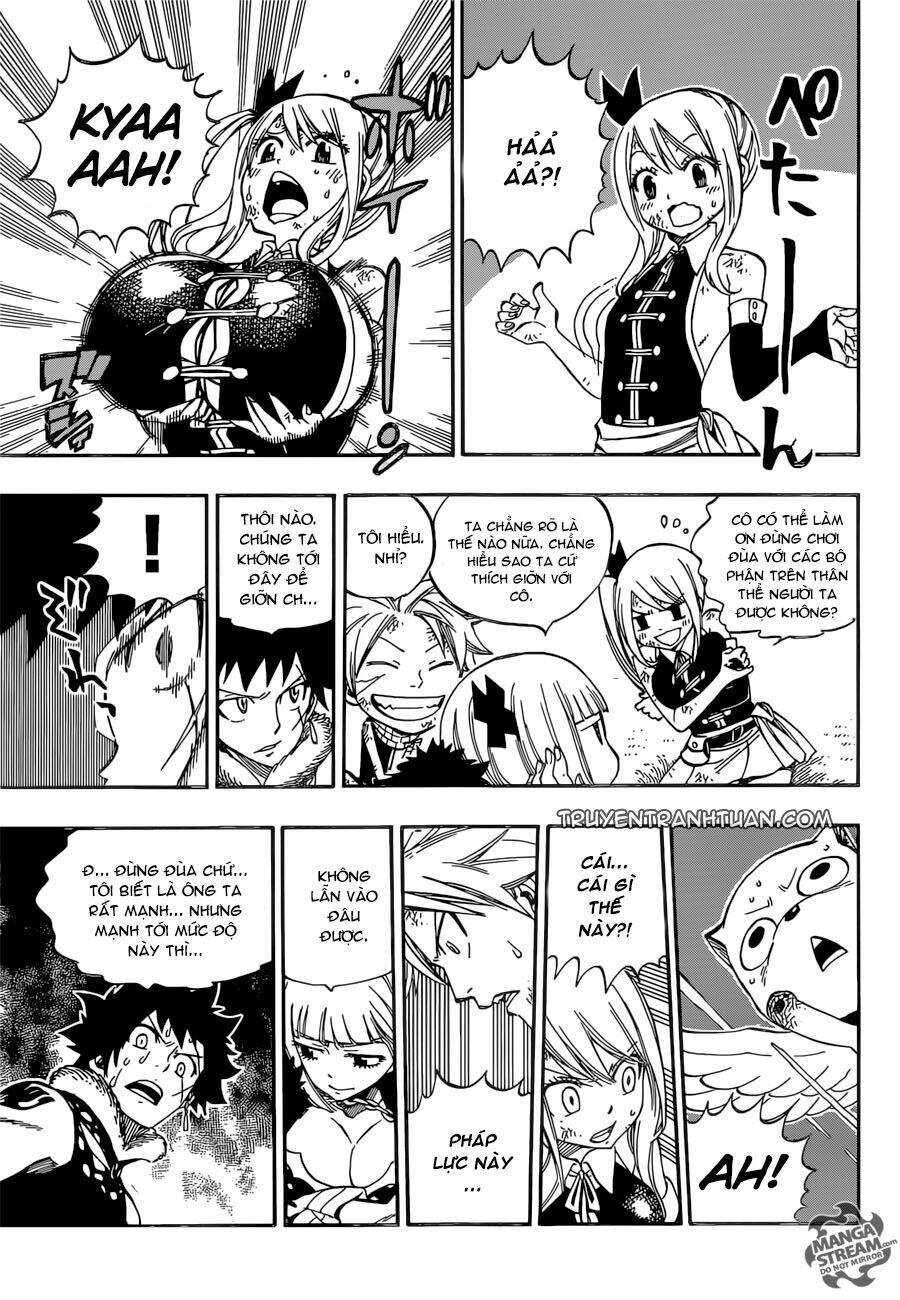 ぺたーん
HẢẢ
ẢẢ?!
KYAA
AAH!
CÔ CÓ THỂ LÀM
ƠN ĐỪNG CHƠI
ĐÙA VỚI CÁC BỘ
PHẬN TRÊN THÂN
THỂ NGƯỜI TA
ĐƯỢC KHÔNG?
TA CHẲNG RÕ LÀ
THẾ NÀO NỮA. CHẲNG
HIỂU SAO TA CỨ
THÍCH GIỠN VỚI
CÔ.
TÔI HIỂU,
NHỈ?
THÔI NÀO.
CHÚNG TA
KHÔNG TỚI
ĐÂY ĐỂ
GIỠN CH...
!
TRUYENTRANHTUAN.COM
AH!
CÁI...
CÁI GÌ
THẾ
NÀY?!
PHÁP
LỰC NÀY
...
KHÔNG
LẪN VÀO
ĐÂU
ĐƯỢC.
Đ... ĐỪNG ĐÙA CHỨ...
TÔI BIẾT LÀ ÔNG TA
RẤT MẠNH... NHƯNG
MẠNH TỚI MỨC ĐỘ
NÀY THÌ...
MANGA
STREAM.com
DO NOT MIRROR!